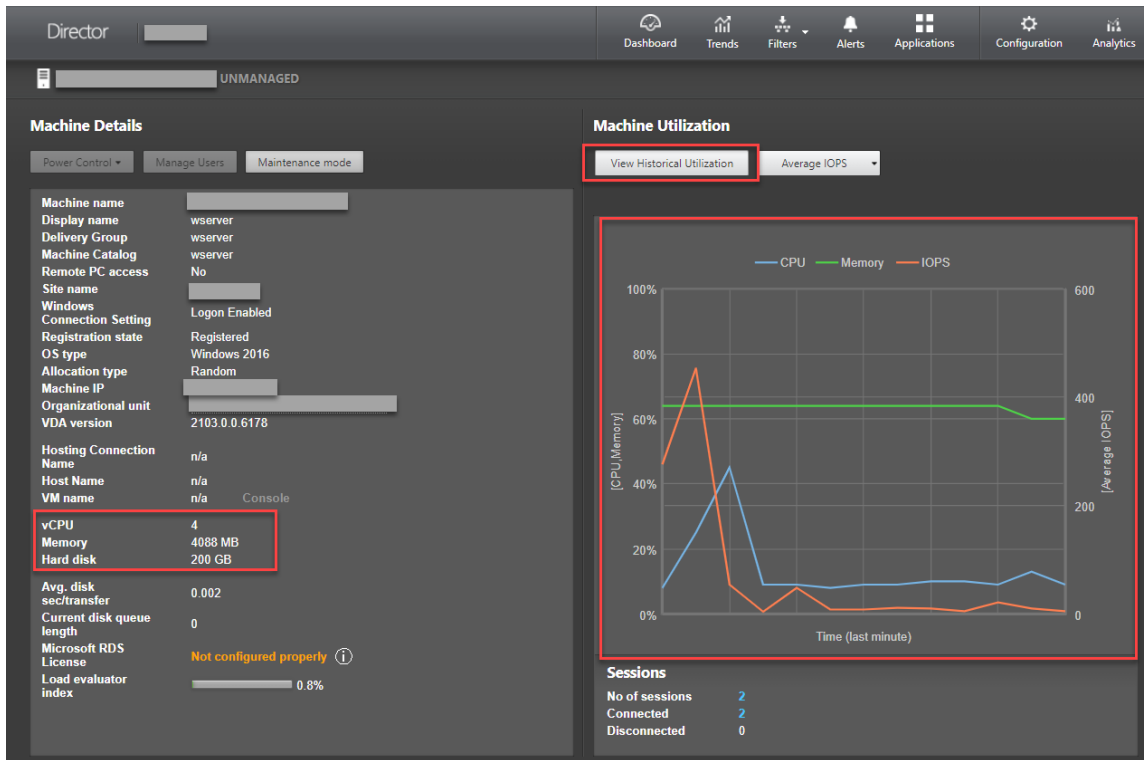 Director
Dashboard
Trends
Filters
Alerts
Applications
Configuration
Analytics
UNMANAGED
Machine Details
Power Control
Manage Users
Maintenance mode
Machine name
Display name wserver
Delivery Group wserver
Machine Catalog wserver
Remote PC access No
Site name
Windows
Connection Setting Logon Enabled
Registration state Registered
OS type Windows 2016
Allocation type Random
Machine IP
Organizational unit
VDA version 2103.0.0.6178
Hosting Connection
Name n/a
Host Name n/a
VM name n/a Console
vCPU 4
Memory 4088 MB
Hard disk 200 GB
Avg. disk
sec/transfer 0.002
Current disk queue
length 0
Microsoft RDS
License Not configured properly
Load evaluator
index 0.8%
Machine Utilization
View Historical Utilization
Average IOPS
CPU Memory IOPS
100% 600
80%
400
60%
40%
200
20%
0% 0
[CPU,Memory]
[Average IOPS]
Time (last minute)
Sessions
No of sessions 2
Connected 2
Disconnected 0